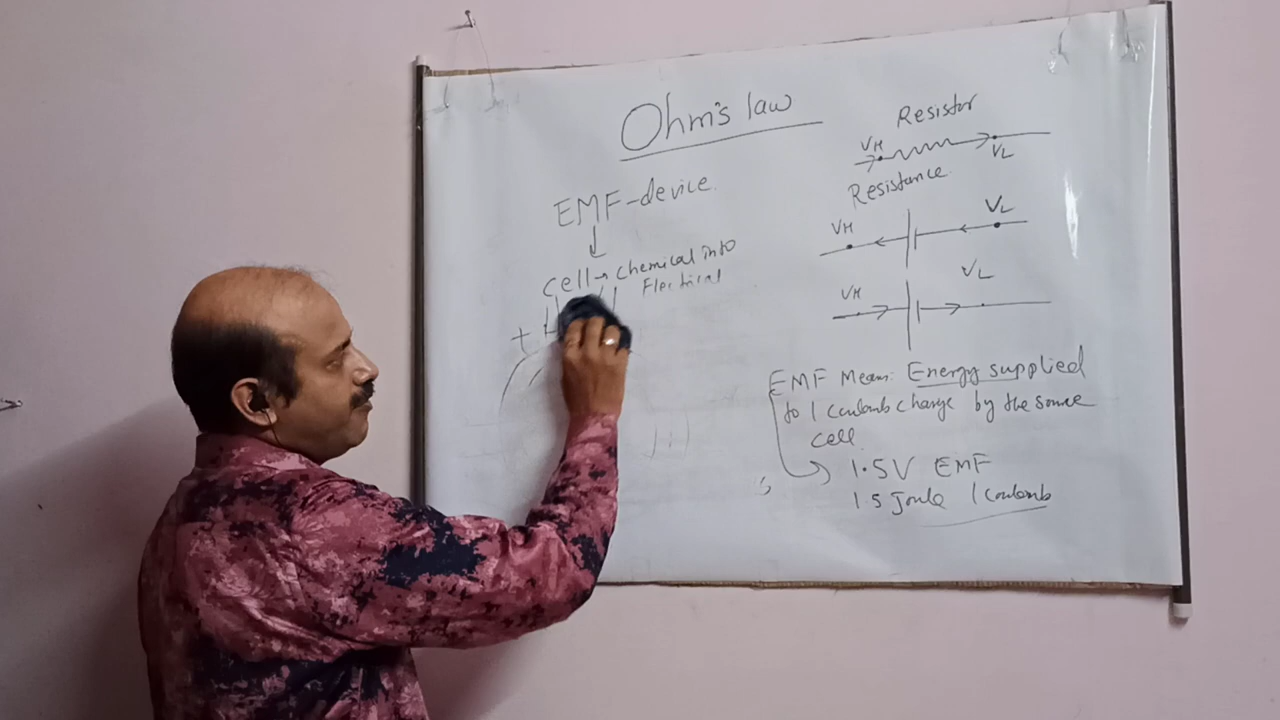 Ohm's law
EMF-device
cell → chemical into
Electrical
+
Resistor
VH
VL
Resistance
VH
VL
VH
VL
EMF Means: Energy supplied
to 1 coulomb charge by the source
cell
1.5V EMF
1.5 Joule 1 coulomb